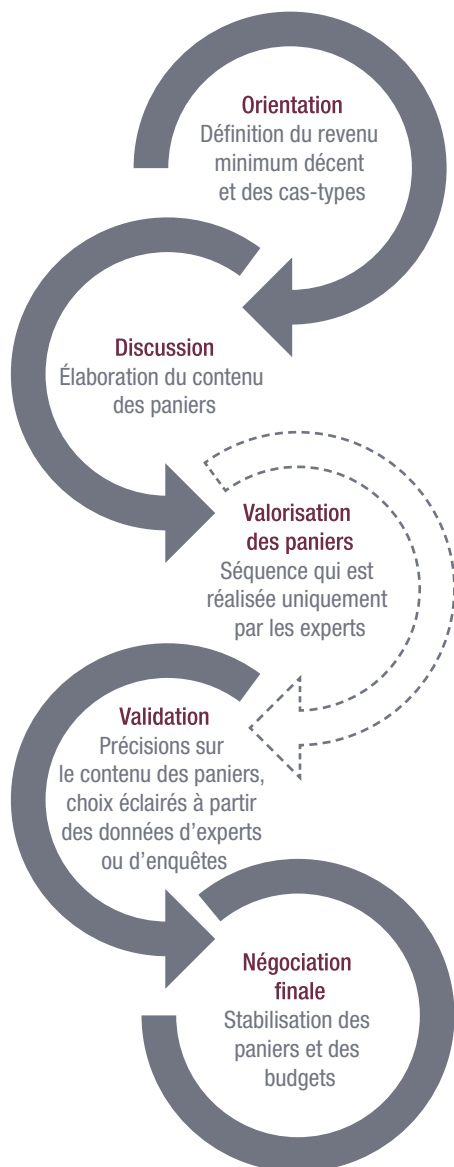 Orientation
Définition du revenu
minimum décent
et des cas-types
Discussion
Élaboration du contenu
des paniers
Valorisation
des paniers
Séquence qui est
réalisée uniquement
par les experts
Validation
Précisions sur
le contenu des paniers,
choix éclairés à partir
des données d’experts
ou d’enquêtes
Négociation
finale
Stabilisation des
paniers et des
budgets